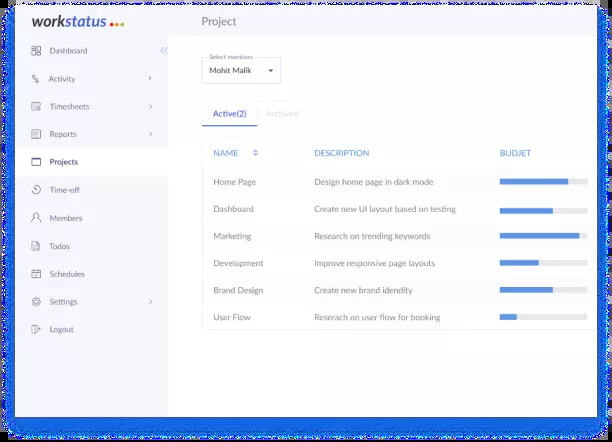 workstatus
Project
Dashboard
Select members
Mohit Malik
Activity
Timesheets
Active(2) Archived
Reports
NAME DESCRIPTION BUDJET
Projects
Home Page Design home page in dark mode
Time-off
Dashboard Create new UI layout based on testing
Members
Marketing Research on trending keywords
Todos
Development Improve responsive page layouts
Schedules
Brand Design Create new brand idendity
Settings
User Flow Reserach on user flow for booking
Logout